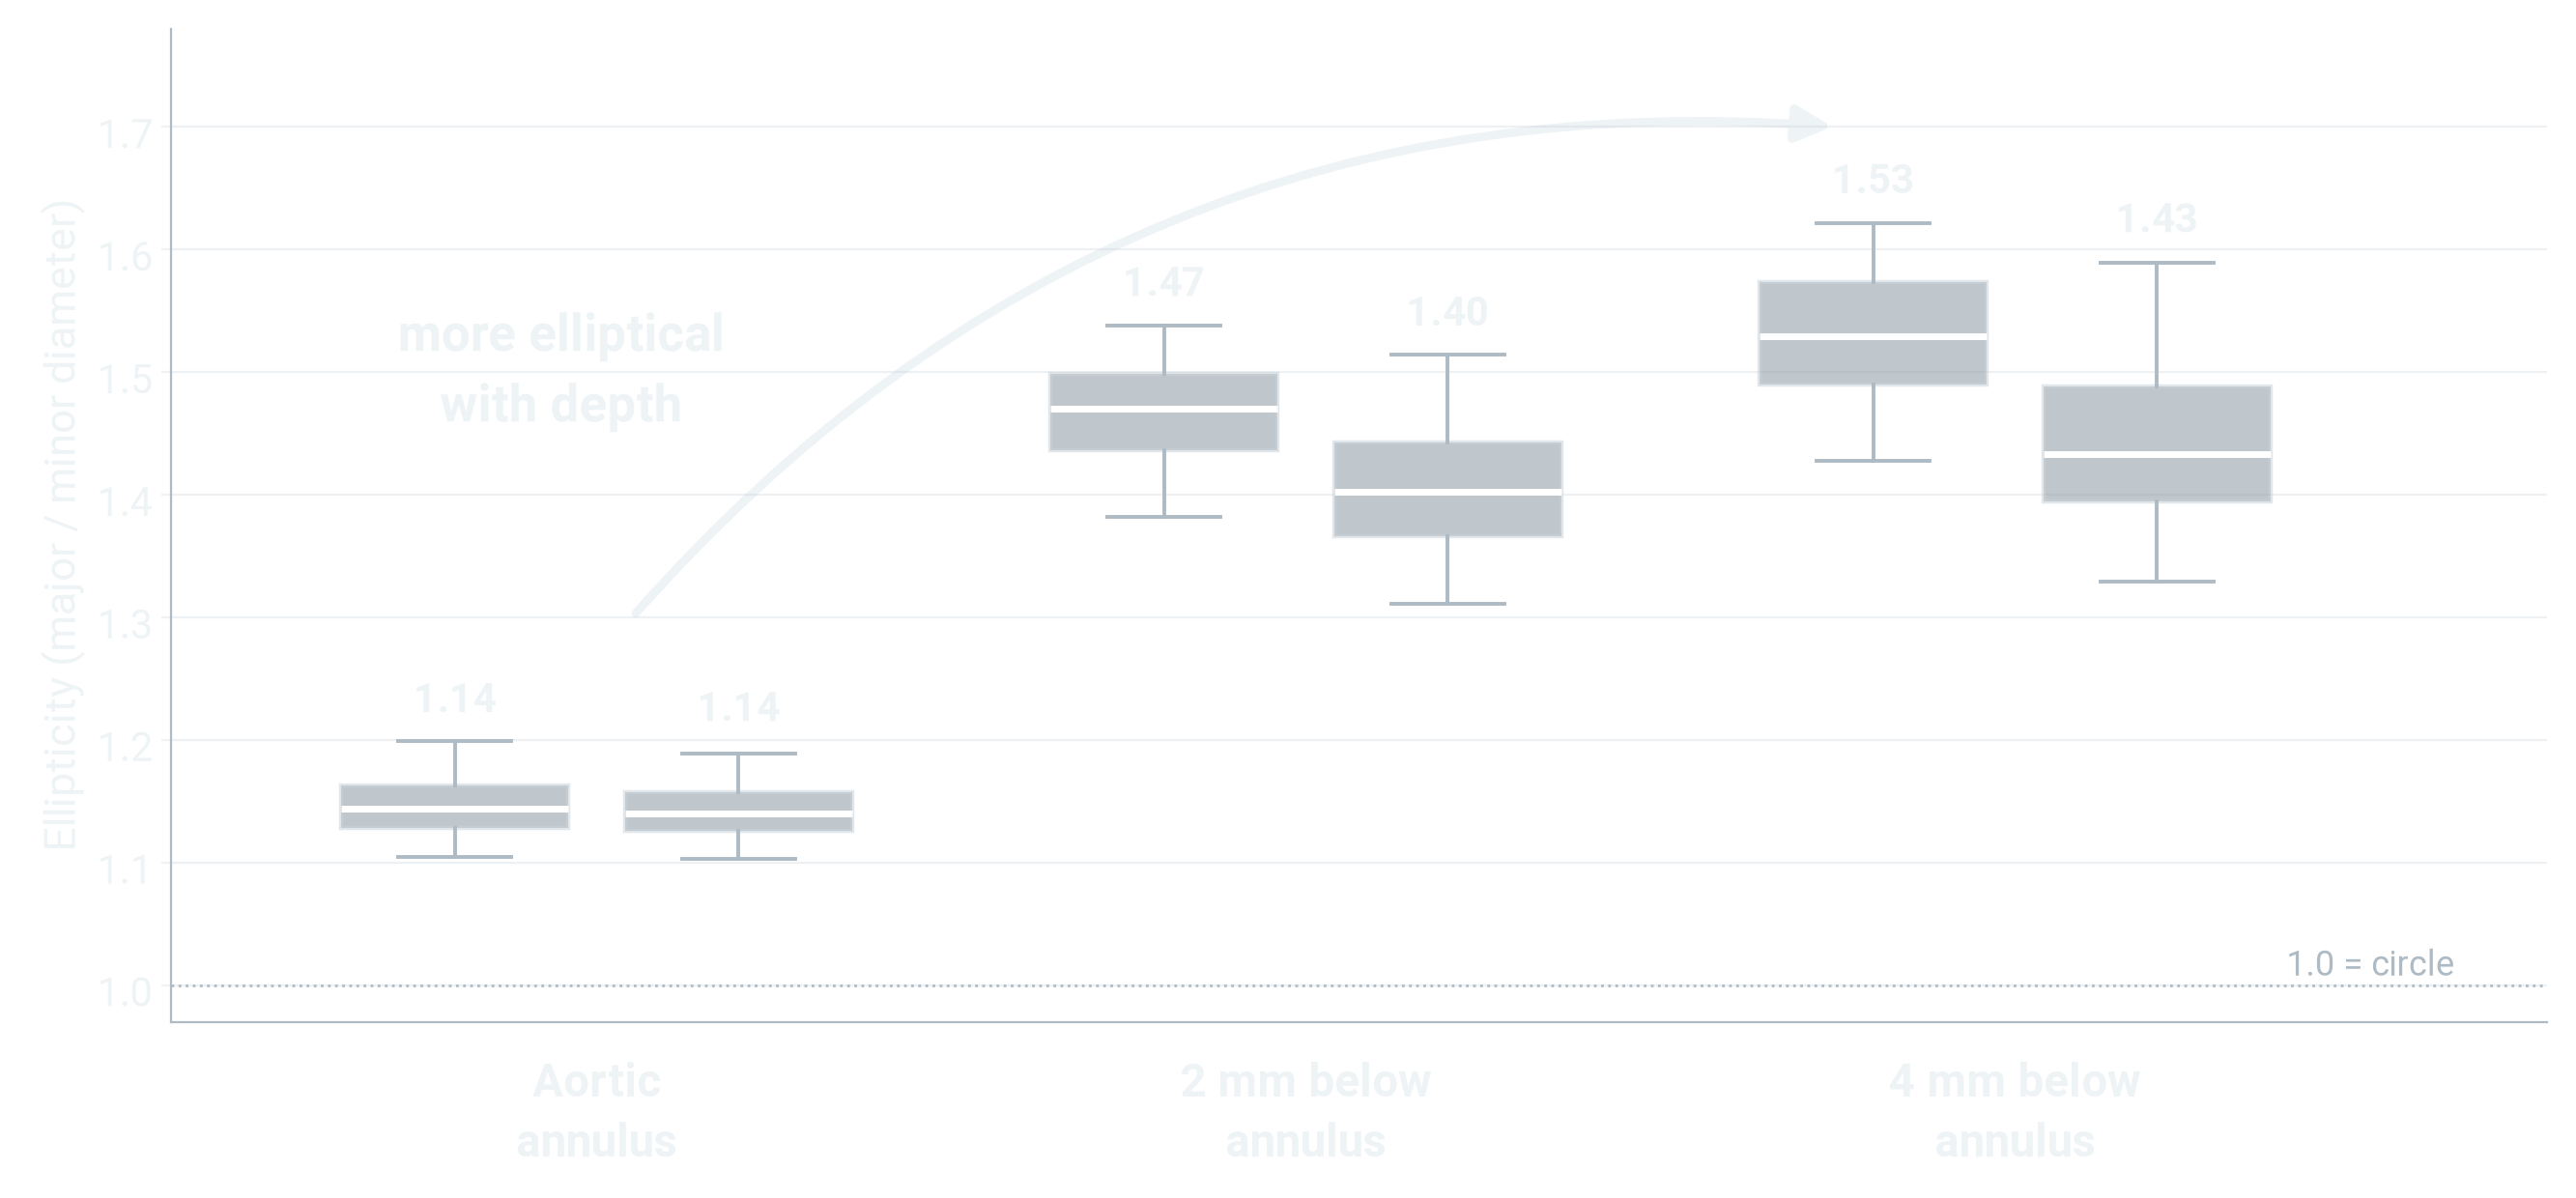 Ellipticity (major / minor diameter)
1.7
1.6
1.5
1.4
1.3
1.2
1.1
1.0
more elliptical
with depth
1.14
1.14
1.47
1.40
1.53
1.43
1.0 = circle
Aortic
annulus
2 mm below
annulus
4 mm below
annulus